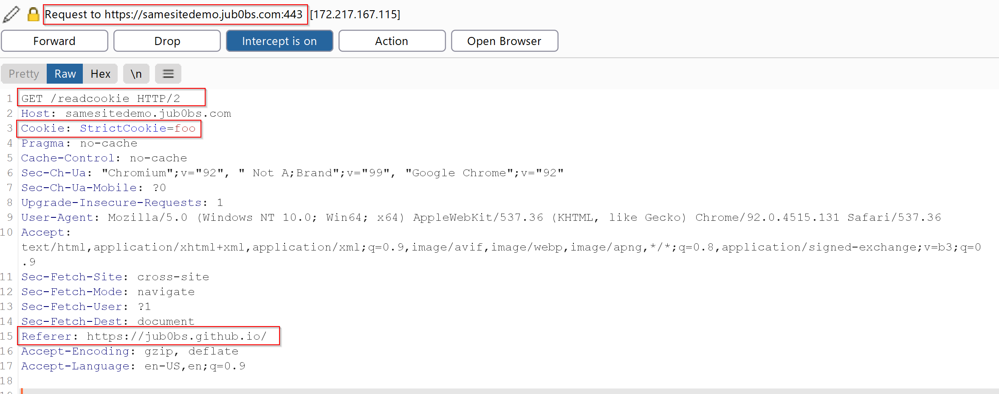 Request to https://samesitedemo.jub0bs.com:443 [172.217.167.115]
Forward Drop Intercept is on Action Open Browser
Pretty Raw Hex \n
1 GET /readcookie HTTP/2
2 Host: samesitedemo.jub0bs.com
3 Cookie: StrictCookie=foo
4 Pragma: no-cache
5 Cache-Control: no-cache
6 Sec-Ch-Ua: "Chromium";v="92", " Not A;Brand";v="99", "Google Chrome";v="92"
7 Sec-Ch-Ua-Mobile: ?0
8 Upgrade-Insecure-Requests: 1
9 User-Agent: Mozilla/5.0 (Windows NT 10.0; Win64; x64) AppleWebKit/537.36 (KHTML, like Gecko) Chrome/92.0.4515.131 Safari/537.36
10 Accept:
text/html,application/xhtml+xml,application/xml;q=0.9,image/avif,image/webp,image/apng,*/*;q=0.8,application/signed-exchange;v=b3;q=0
.9
11 Sec-Fetch-Site: cross-site
12 Sec-Fetch-Mode: navigate
13 Sec-Fetch-User: ?1
14 Sec-Fetch-Dest: document
15 Referer: https://jub0bs.github.io/
16 Accept-Encoding: gzip, deflate
17 Accept-Language: en-US,en;q=0.9
18